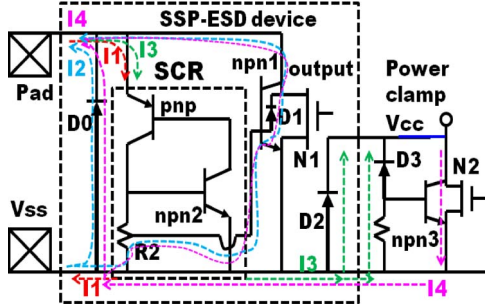 SSP-ESD device
I4
I2
I1
I3
Pad
SCR
npn1
output
Power
clamp
Vcc
D0
pnp
D1
N1
D3
N2
npn2
D2
npn3
Vss
R2
I1
I3
I4